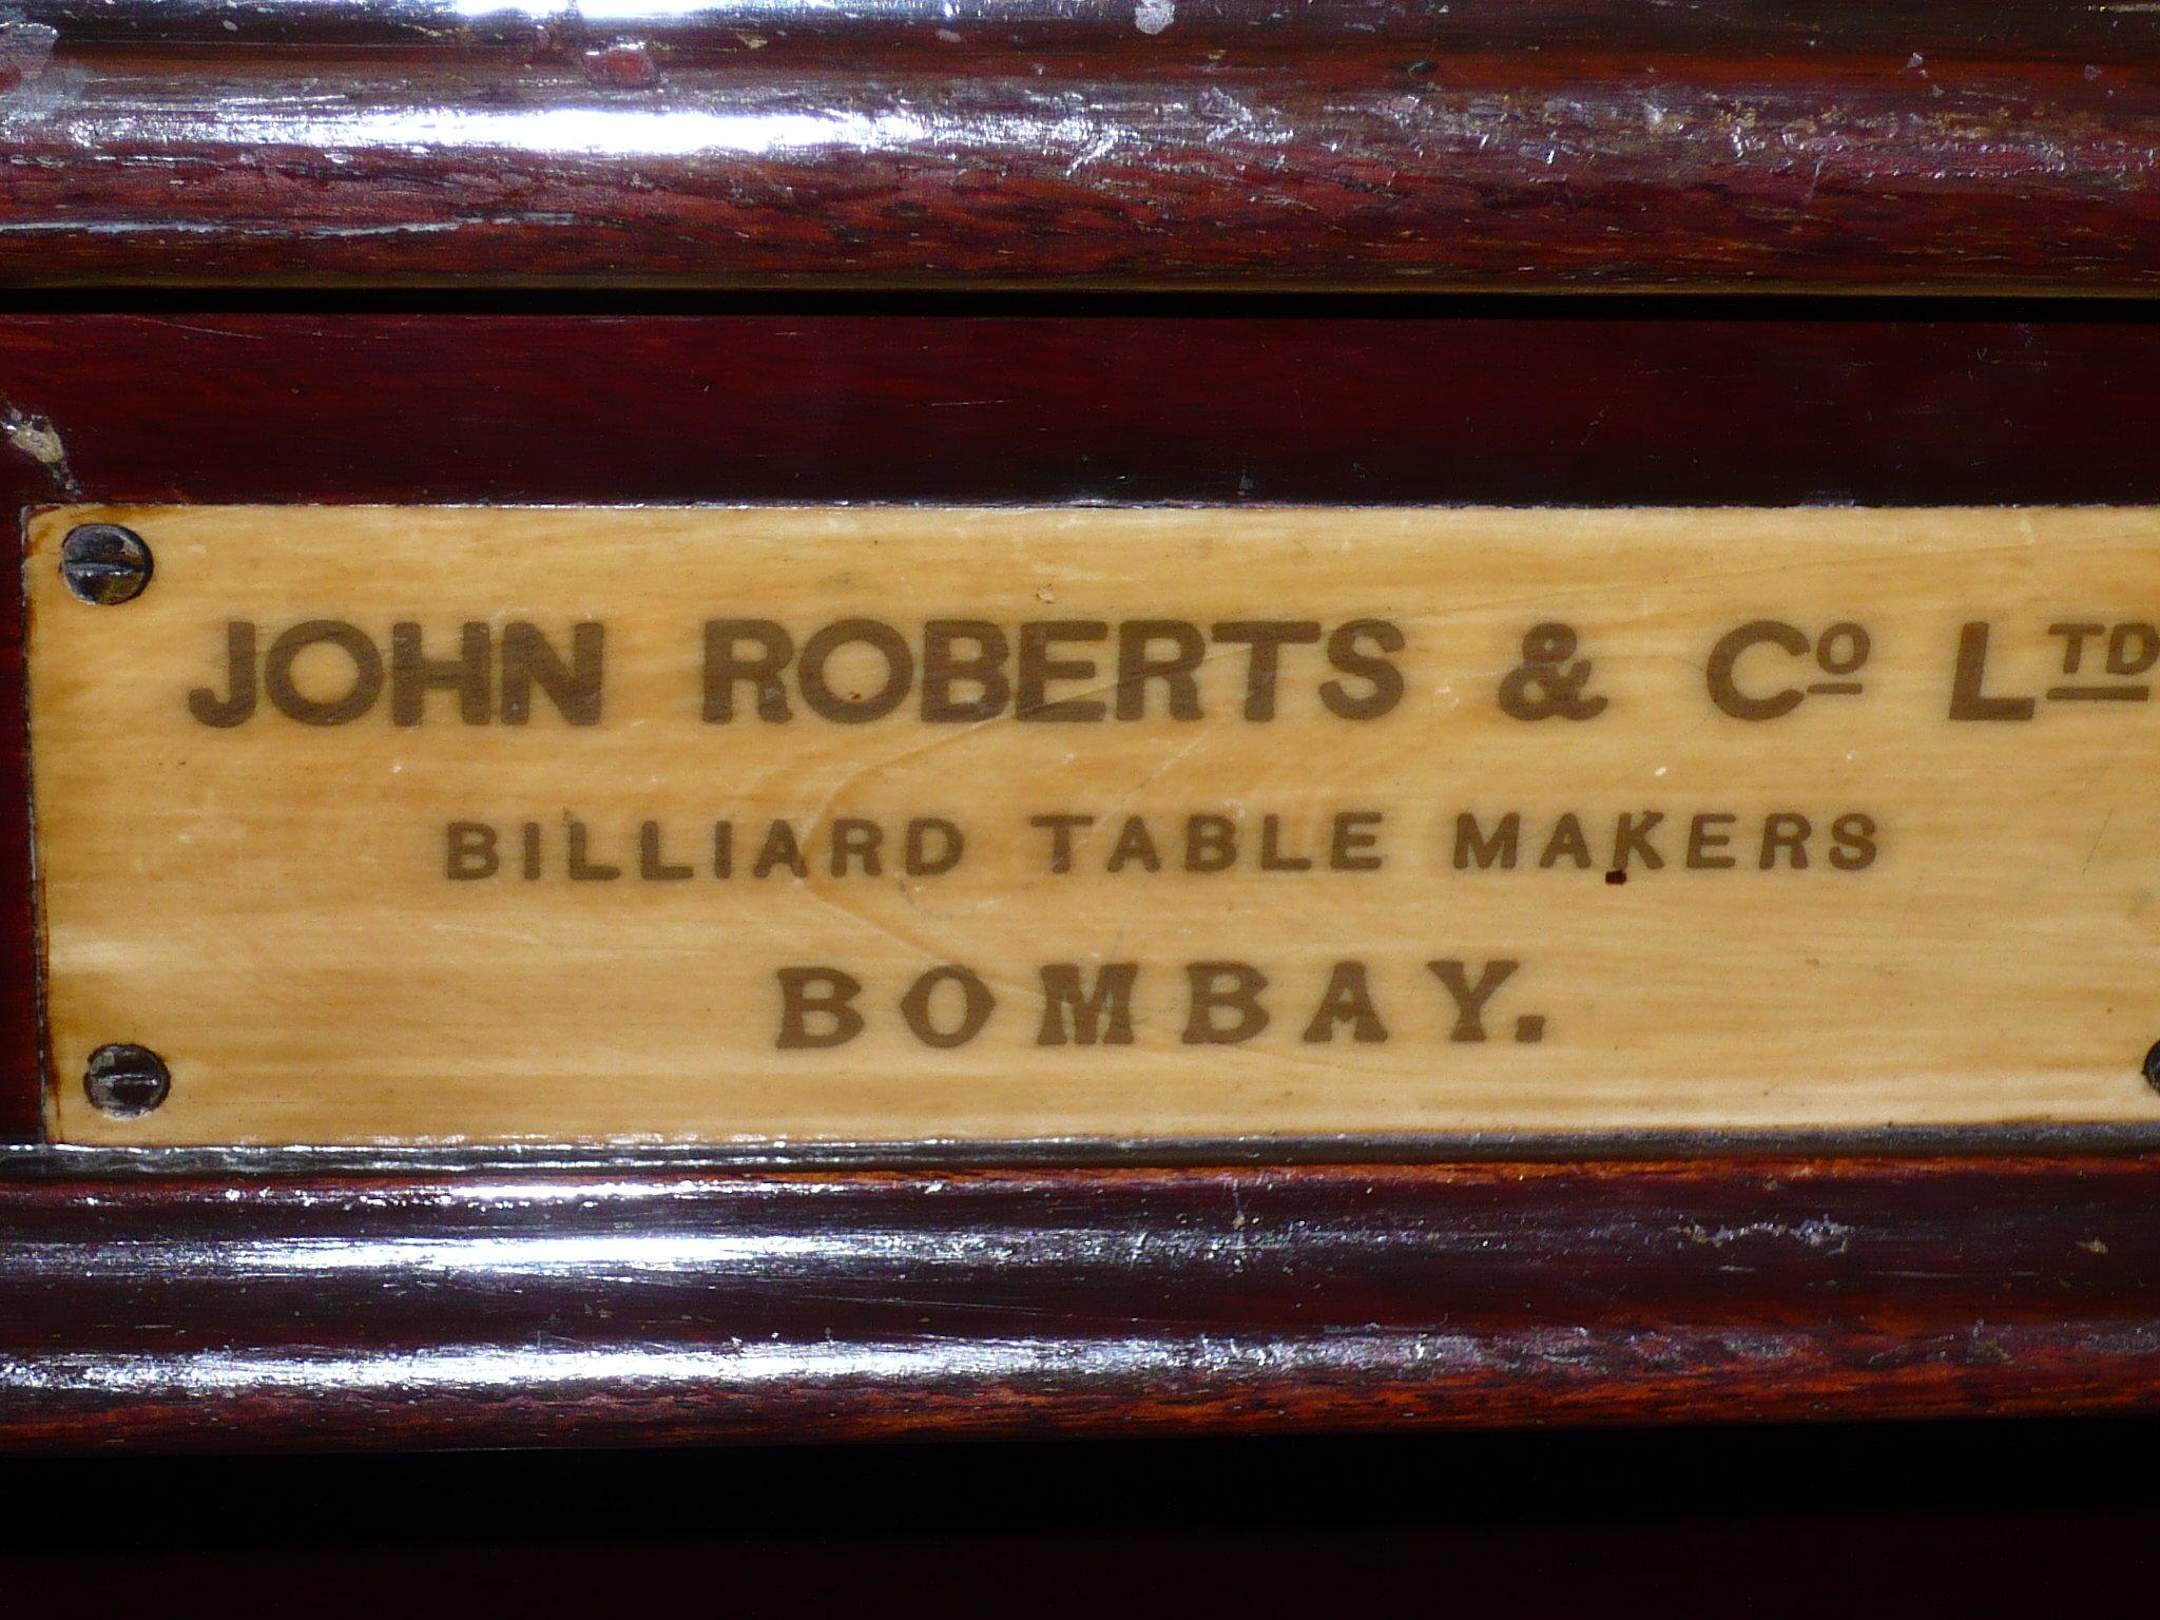 JOHN ROBERTS & Co LTD
BILLIARD TABLE MAKERS
BOMBAY.